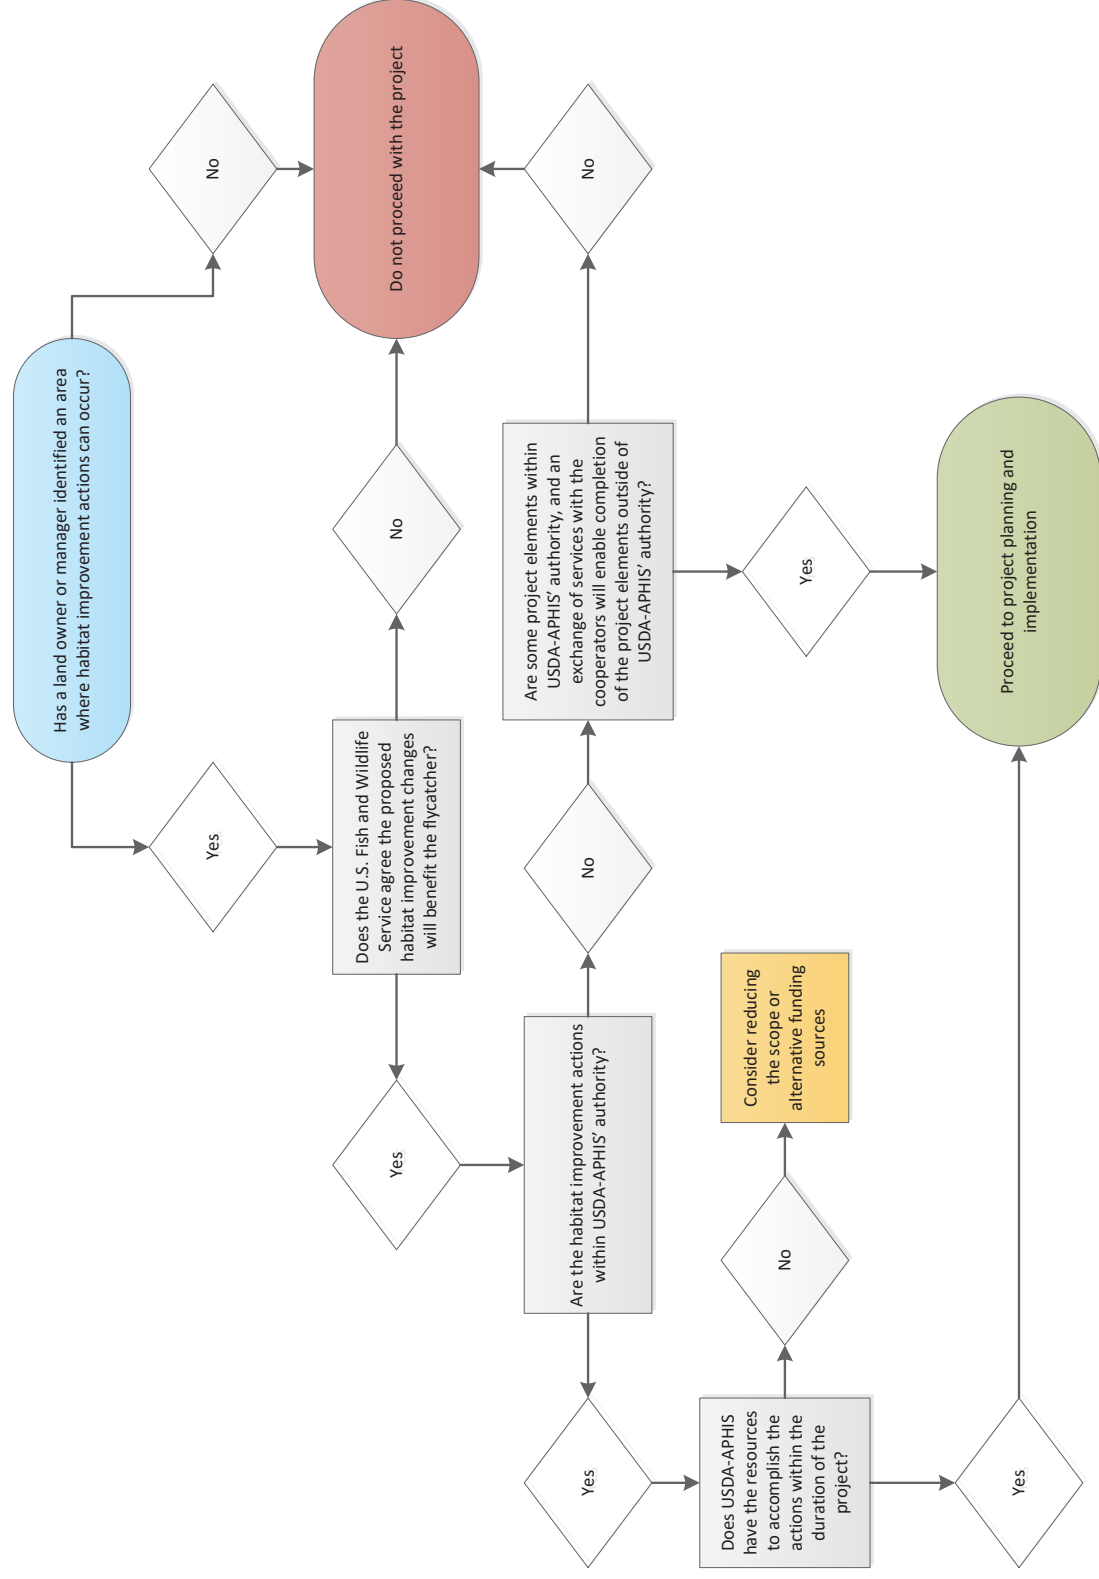 Has a land owner or manager identified an area
where habitat improvement actions can occur?
Yes
No
Does the U.S. Fish and Wildlife
Service agree the proposed
habitat improvement changes
will benefit the flycatcher?
Yes
No
Do not proceed with the project
Are the habitat improvement actions
within USDA-APHIS’ authority?
Yes
No
Are some project elements within
USDA-APHIS’ authority, and an
exchange of services with the
cooperators will enable completion
of the project elements outside of
USDA-APHIS’ authority?
No
Yes
Does USDA-APHIS
have the resources
to accomplish the
actions within the
duration of the
project?
No
Consider reducing
the scope or
alternative funding
sources
Yes
Proceed to project planning and
implementation